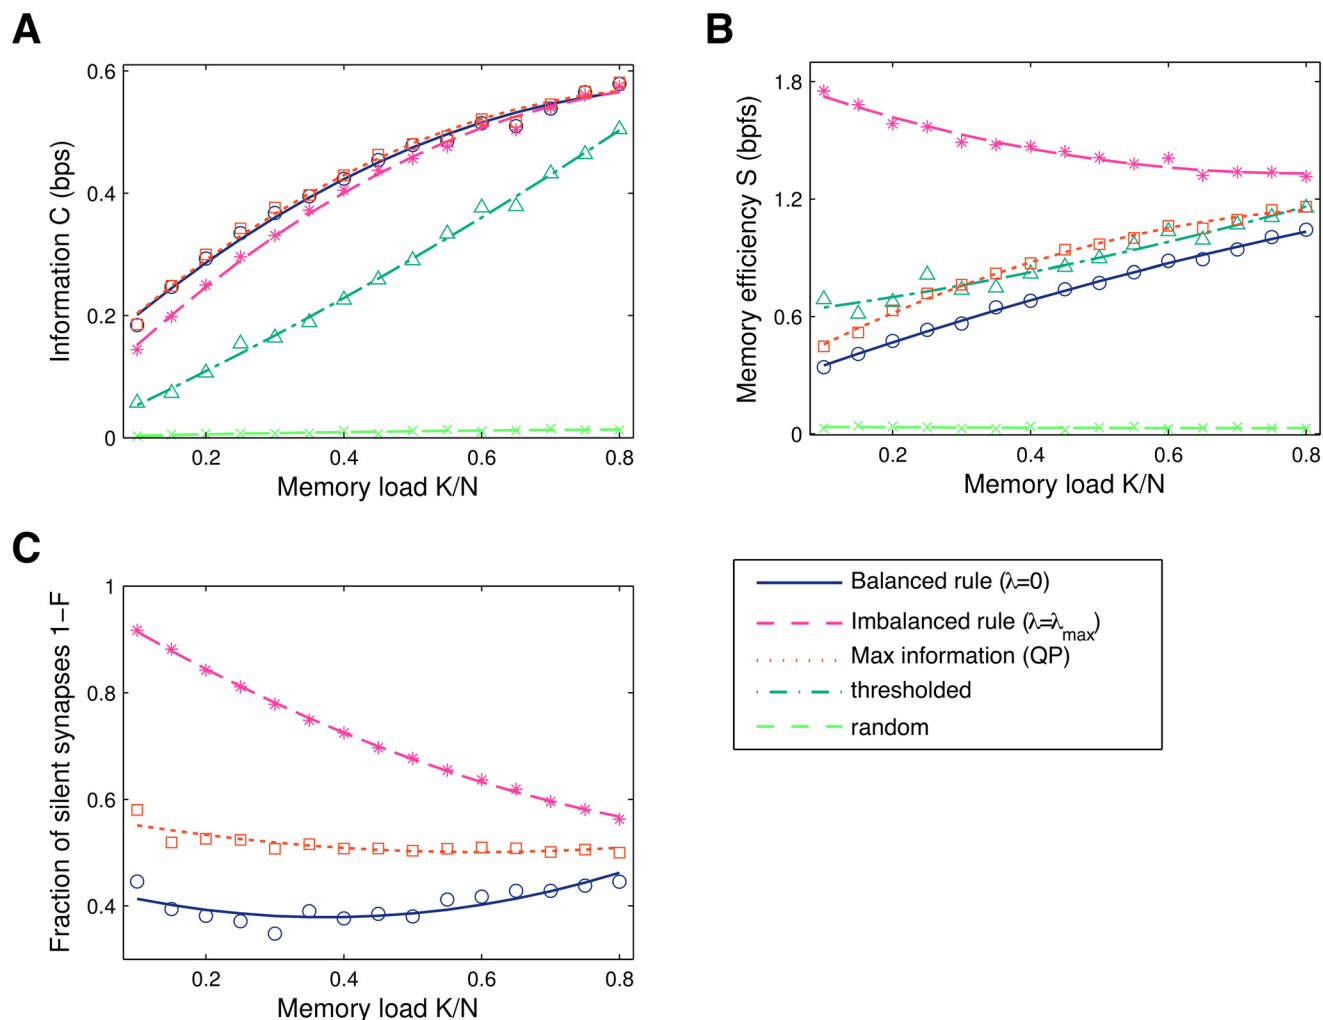 A
Information C (bps)
0.6
0.4
0.2
0
0.2 0.4 0.6 0.8
Memory load K/N
B
Memory efficiency S (bpfs)
1.8
1.2
0.6
0
0.2 0.4 0.6 0.8
Memory load K/N
C
Fraction of silent synapses 1−F
1
0.8
0.6
0.4
0.2 0.4 0.6 0.8
Memory load K/N
Balanced rule (λ=0)
Imbalanced rule (λ=λmax)
Max information (QP)
thresholded
random